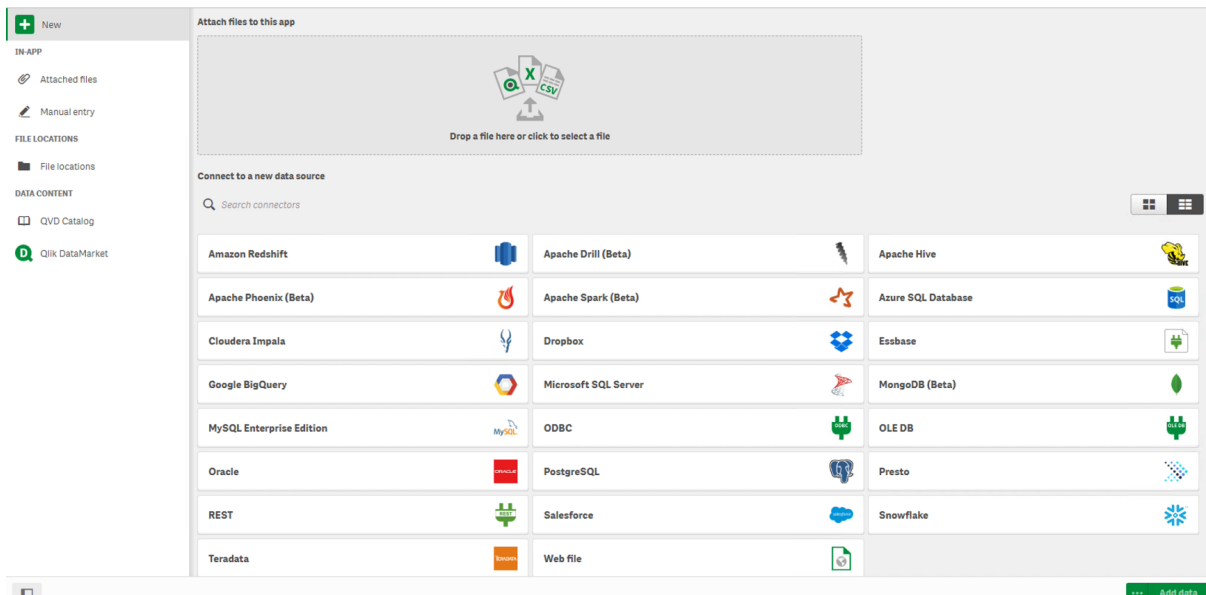 New
IN-APP
Attached files
Manual entry
FILE LOCATIONS
File locations
DATA CONTENT
QVD Catalog
D
Qlik DataMarket
Attach files to this app
X
CSV
Drop a file here or click to select a file
Connect to a new data source
Search connectors
Amazon Redshift
Apache Drill (Beta)
Apache Hive
HIVE
Apache Phoenix (Beta)
Apache Spark (Beta)
Azure SQL Database
SQL
Cloudera Impala
Dropbox
Essbase
Google BigQuery
Microsoft SQL Server
MongoDB (Beta)
MySQL Enterprise Edition
MySQL
ODBC
ODBC
OLE DB
OLE DB
Oracle
ORACLE
PostgreSQL
Presto
REST
REST
Salesforce
salesforce
Snowflake
Teradata
TERADATA
Web file
Add data